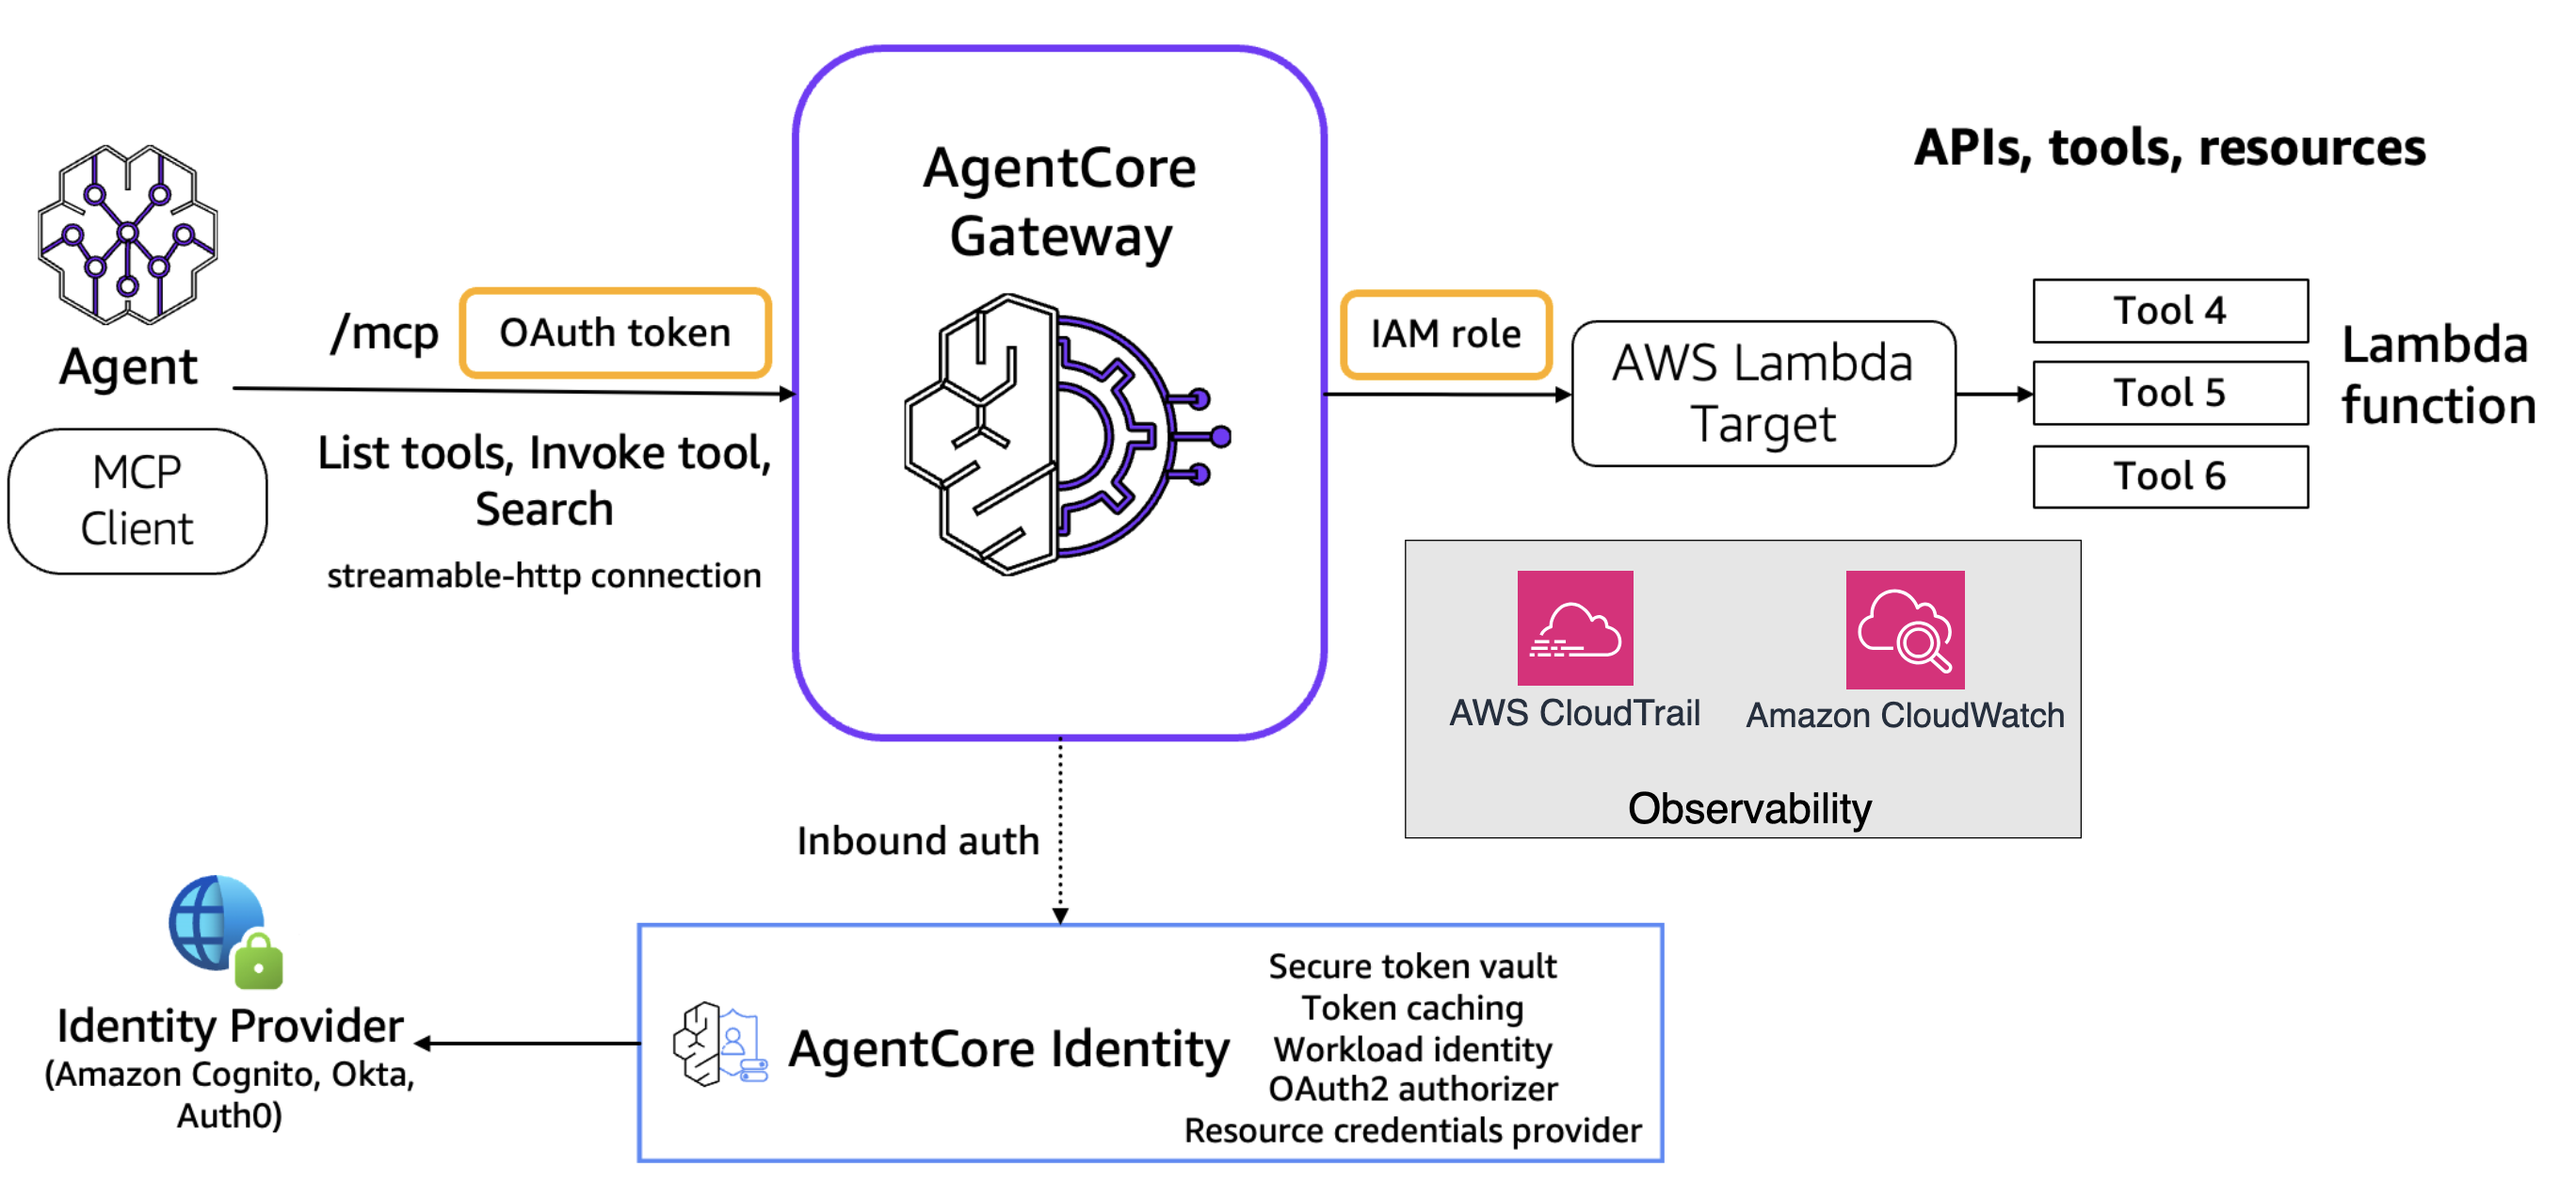 Agent
MCP
Client
/mcp
OAuth token
List tools, Invoke tool,
Search
streamable-http connection
AgentCore
Gateway
IAM role
AWS Lambda
Target
APIs, tools, resources
Tool 4
Tool 5
Tool 6
Lambda
function
AWS CloudTrail
Amazon CloudWatch
Observability
Inbound auth
Identity Provider
(Amazon Cognito, Okta,
Auth0)
AgentCore Identity
Secure token vault
Token caching
Workload identity
OAuth2 authorizer
Resource credentials provider